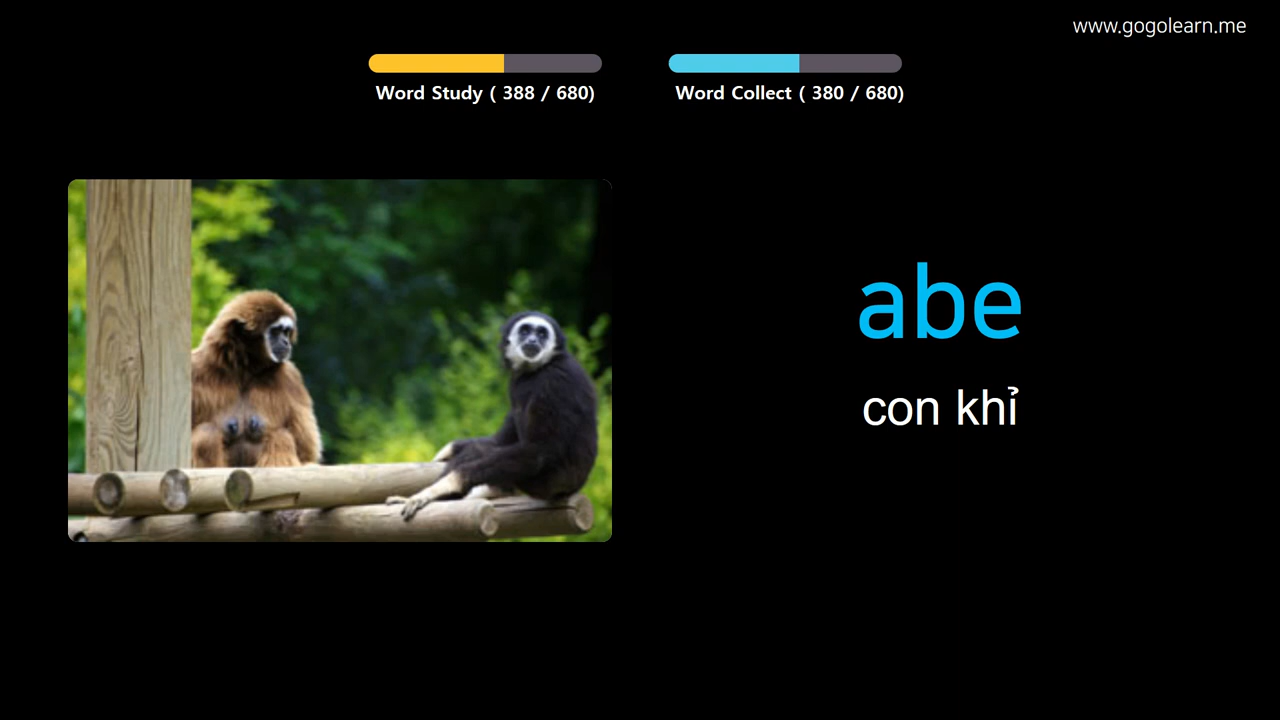 www.gogolearn.me
Word Study ( 388 / 680)
Word Collect ( 380 / 680)
abe
con khỉ